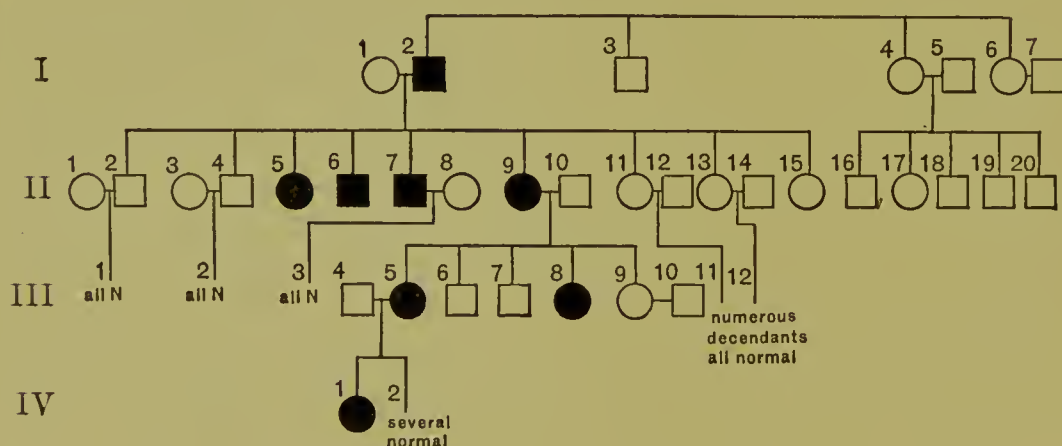 1 2 3 4 5 6 7
I
1 2 3 4 5 6 7 8 9 10 11 12 13 14 15 16 17 18 19 20
II
1 2 3 4 5 6 7 8 9 10 11 12
all N all N all N
III
numerous
decendants
all normal
1 2
IV
several
normal